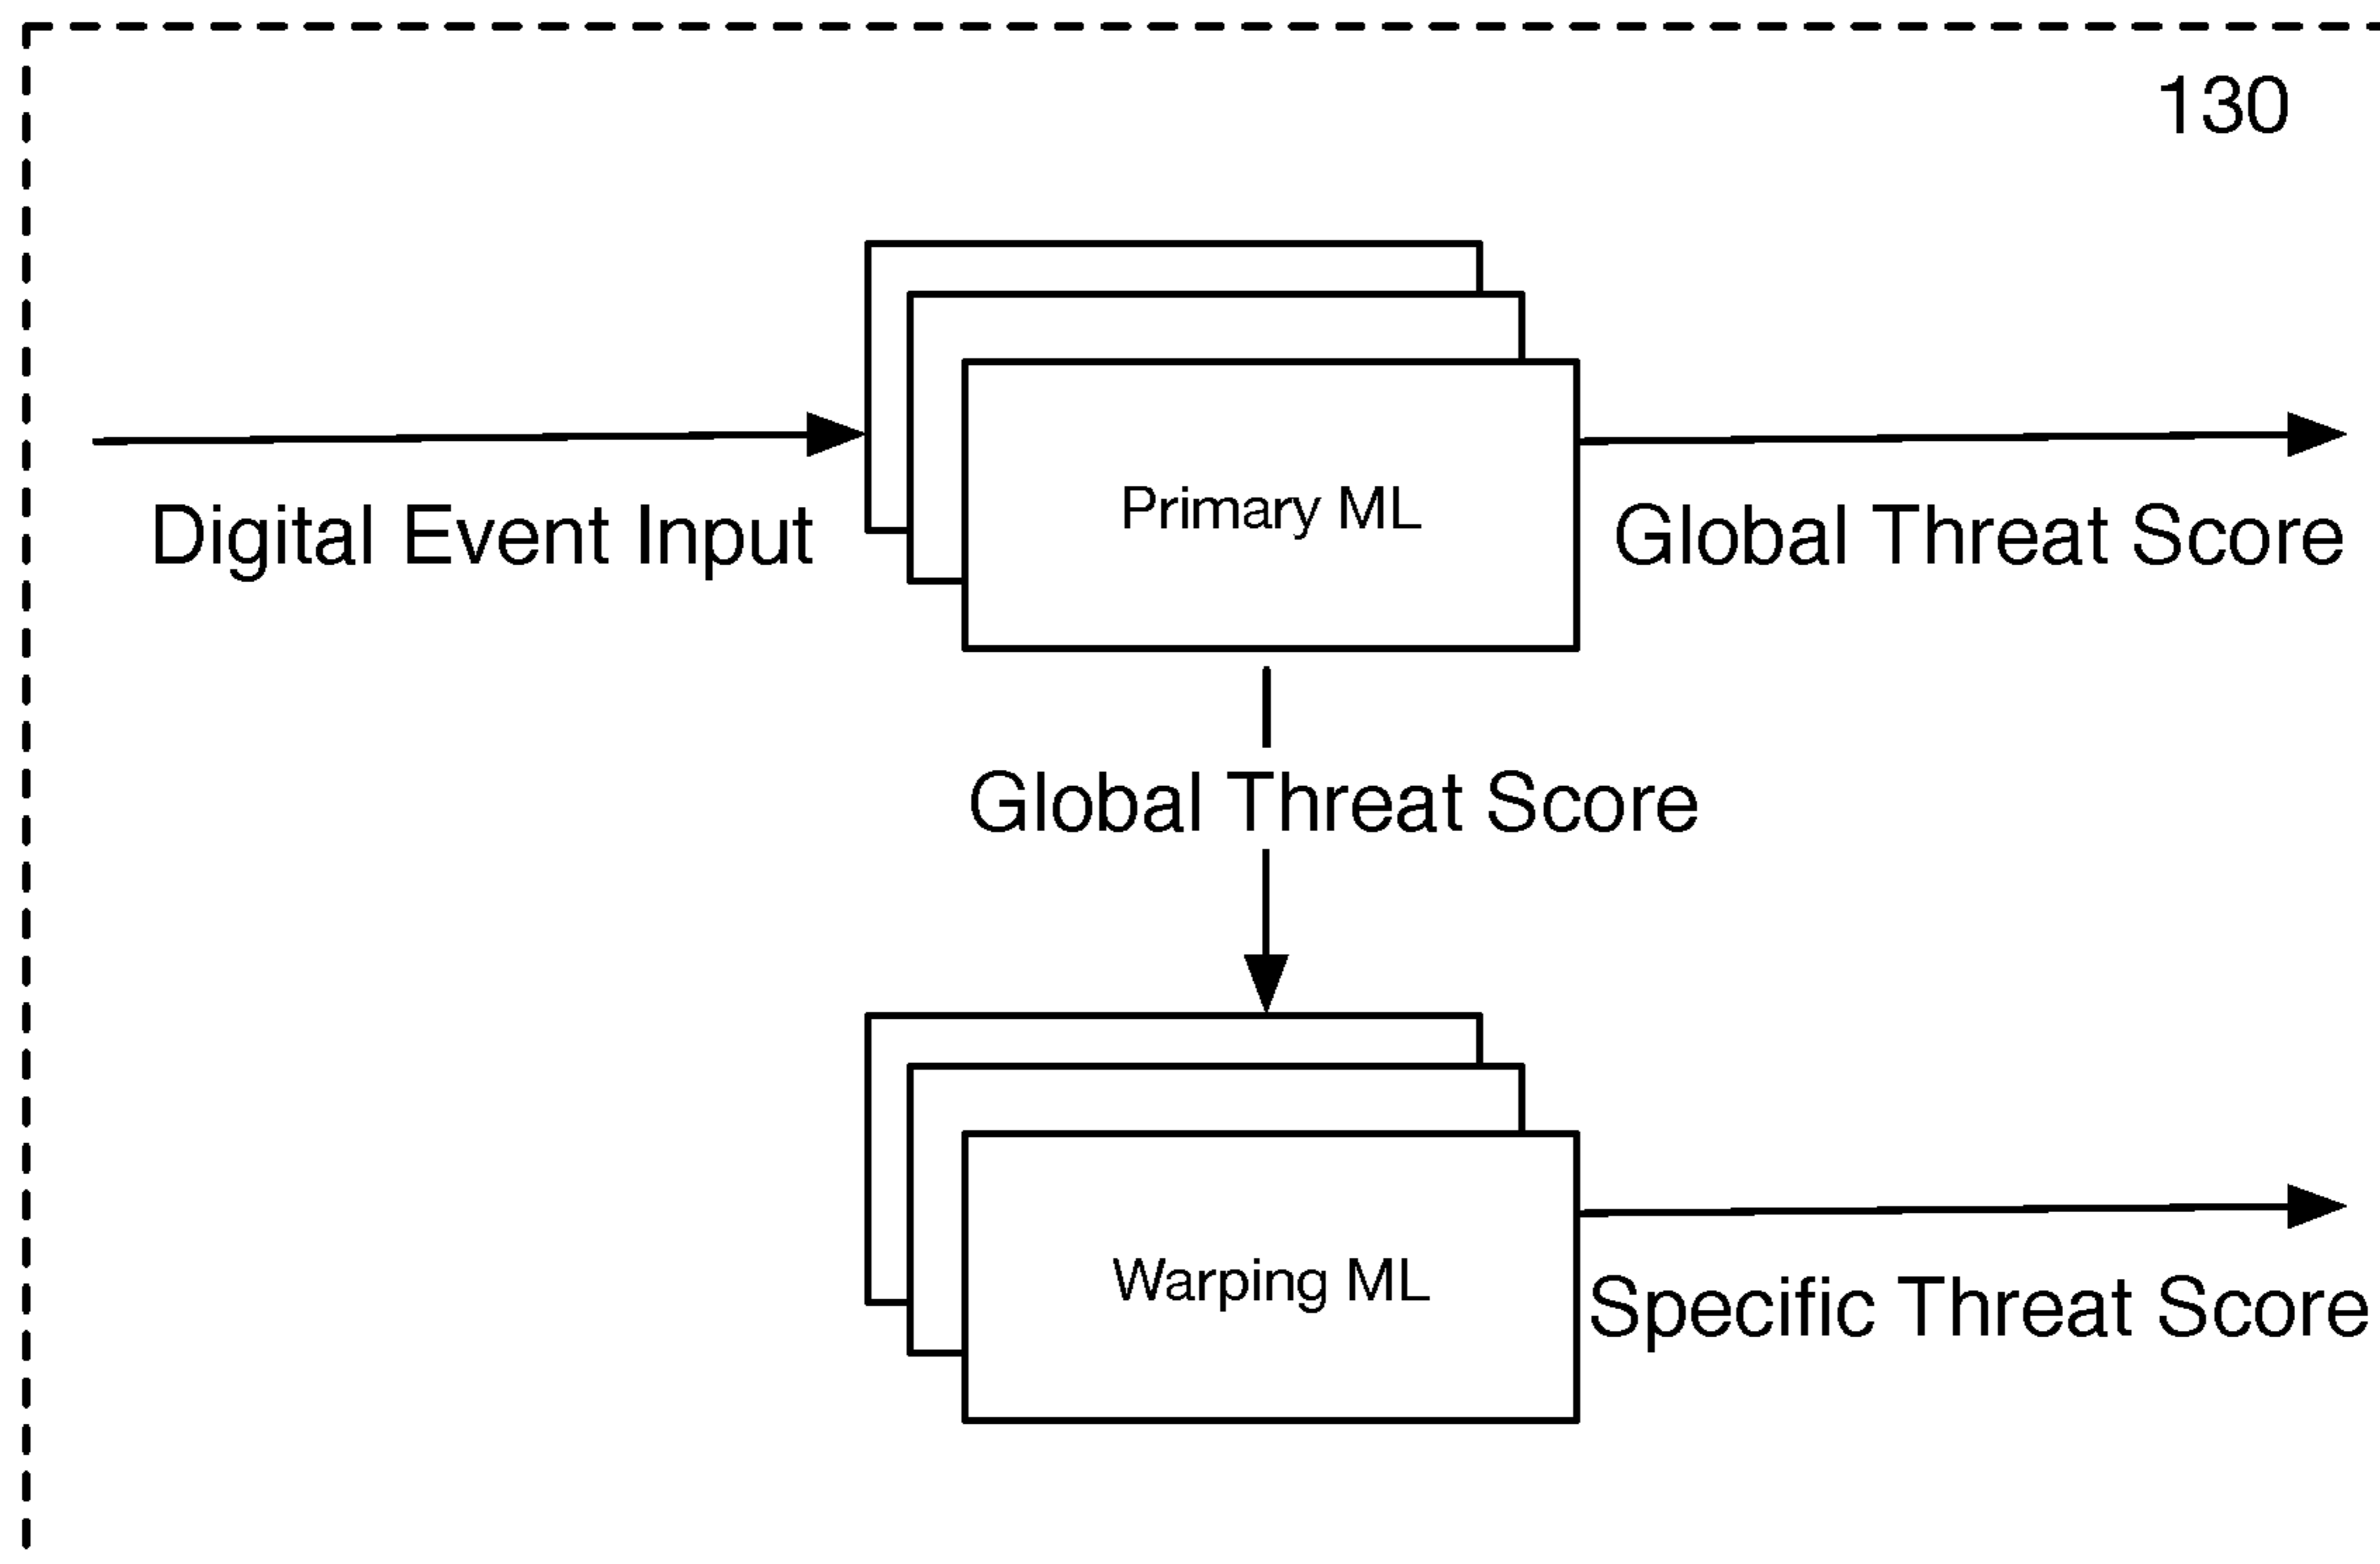 130
Primary ML
Digital Event Input
Global Threat Score
Global Threat Score
Warping ML
Specific Threat Score